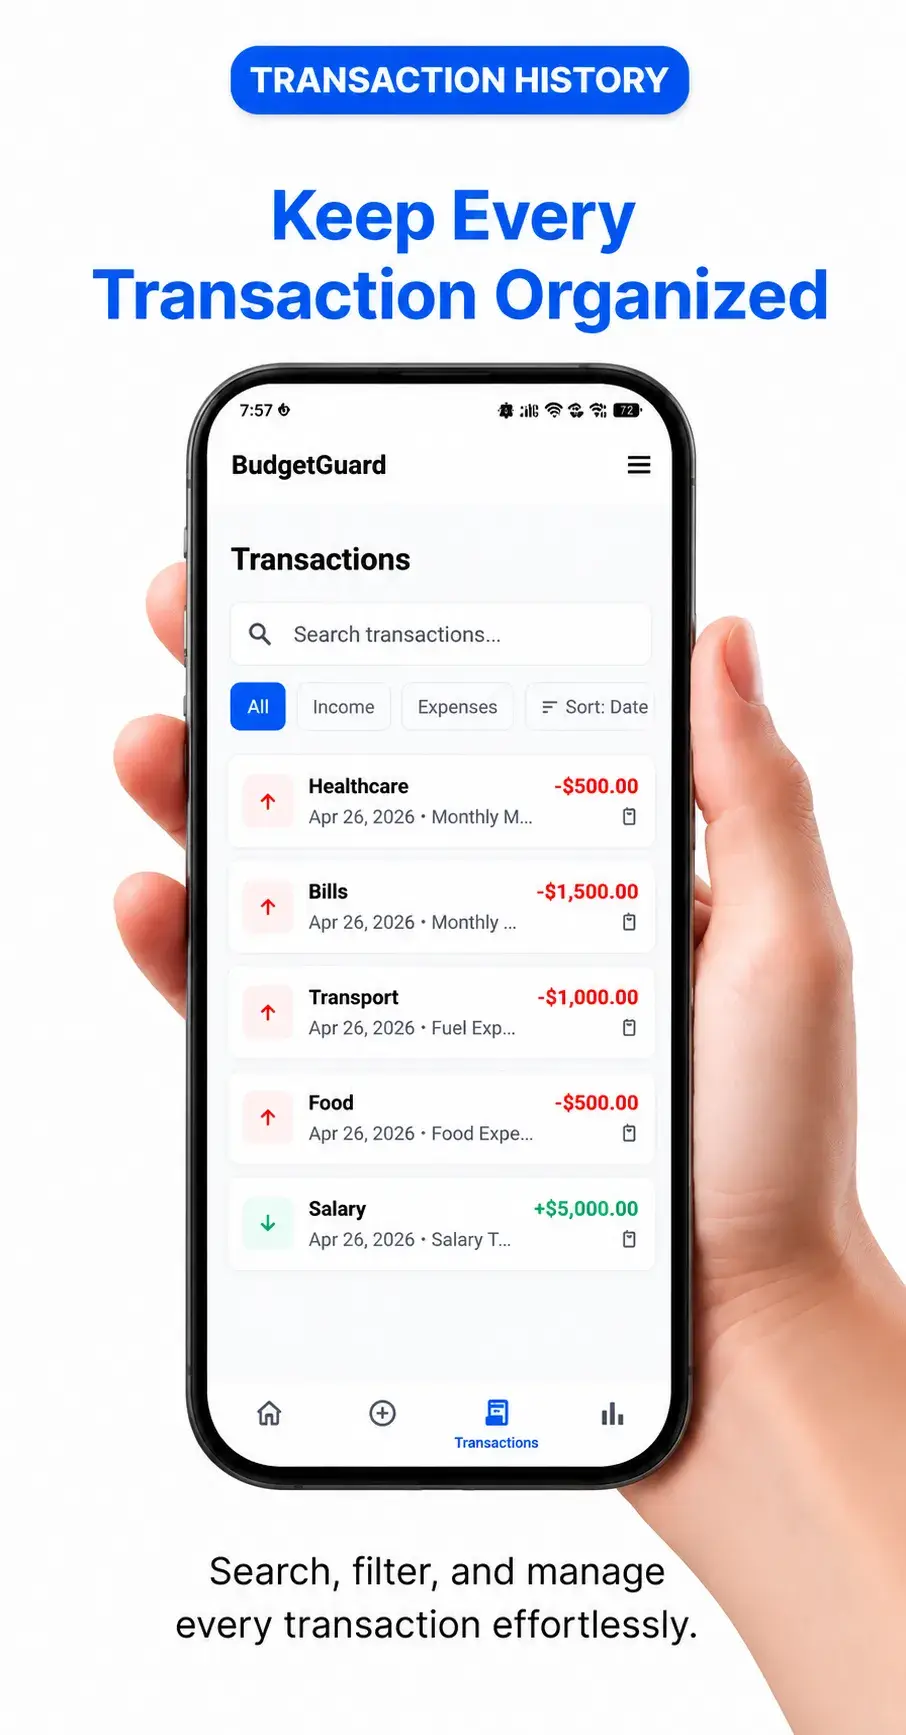 TRANSACTION HISTORY
Keep Every
Transaction Organized
7:57 72
BudgetGuard
Transactions
Search transactions...
All Income Expenses Sort: Date
Healthcare -$500.00
Apr 26, 2026 • Monthly M...
Bills -$1,500.00
Apr 26, 2026 • Monthly ...
Transport -$1,000.00
Apr 26, 2026 • Fuel Exp...
Food -$500.00
Apr 26, 2026 • Food Expe...
Salary +$5,000.00
Apr 26, 2026 • Salary T...
Transactions
Search, filter, and manage
every transaction effortlessly.